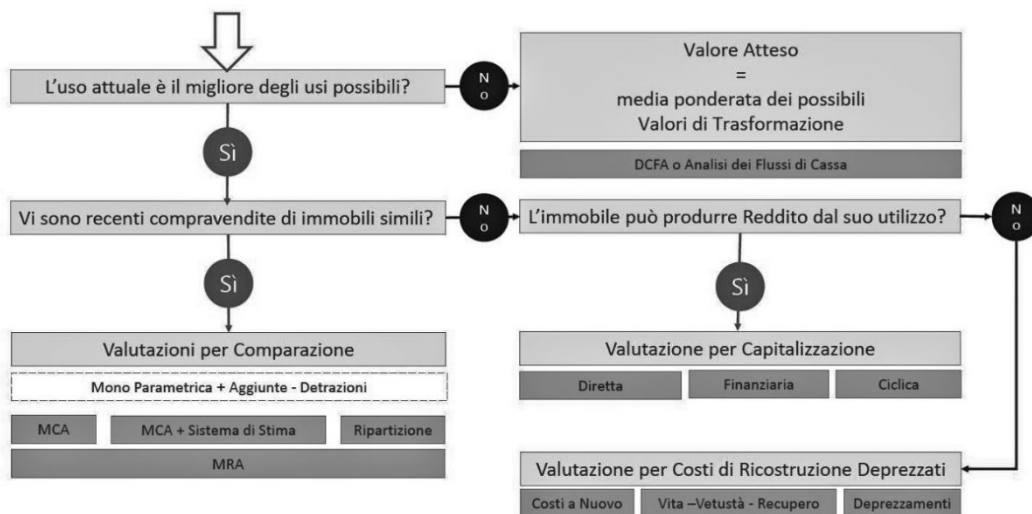 L'uso attuale è il migliore degli usi possibili?
No
Valore Atteso
=
media ponderata dei possibili
Valori di Trasformazione
DCFA o Analisi dei Flussi di Cassa
Sì
Vi sono recenti compravendite di immobili simili?
No
L'immobile può produrre Reddito dal suo utilizzo?
No
Sì
Sì
Valutazioni per Comparazione
Mono Parametrica + Aggiunte - Detrazioni
MCA
MCA + Sistema di Stima
Ripartizione
MRA
Valutazione per Capitalizzazione
Diretta
Finanziaria
Ciclica
Valutazione per Costi di Ricostruzione Deprezzati
Costi a Nuovo
Vita –Vetustà - Recupero
Deprezzamenti